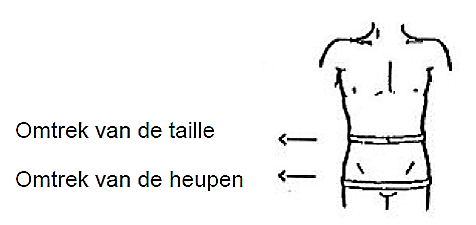 Omtrek van de taille
Omtrek van de heupen